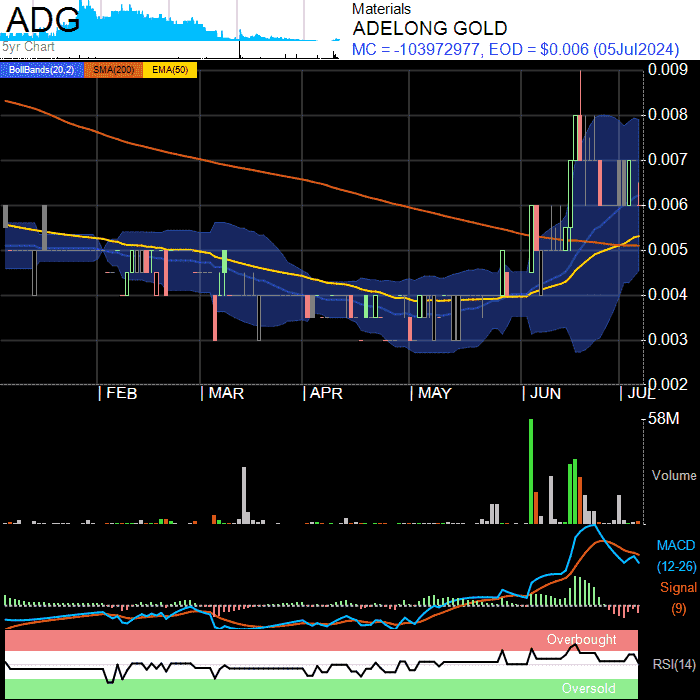 ADG
5yr Chart
Materials
ADELONG GOLD
MC = -103972977, EOD = $0.006 (05Jul2024)
BollBands(20,2) SMA(200) EMA(50)
0.009
0.008
0.007
0.006
0.005
0.004
0.003
0.002
FEB MAR APR MAY JUN JUL
58M
Volume
MACD
(12-26)
Signal
(9)
Overbought
RSI(14)
Oversold